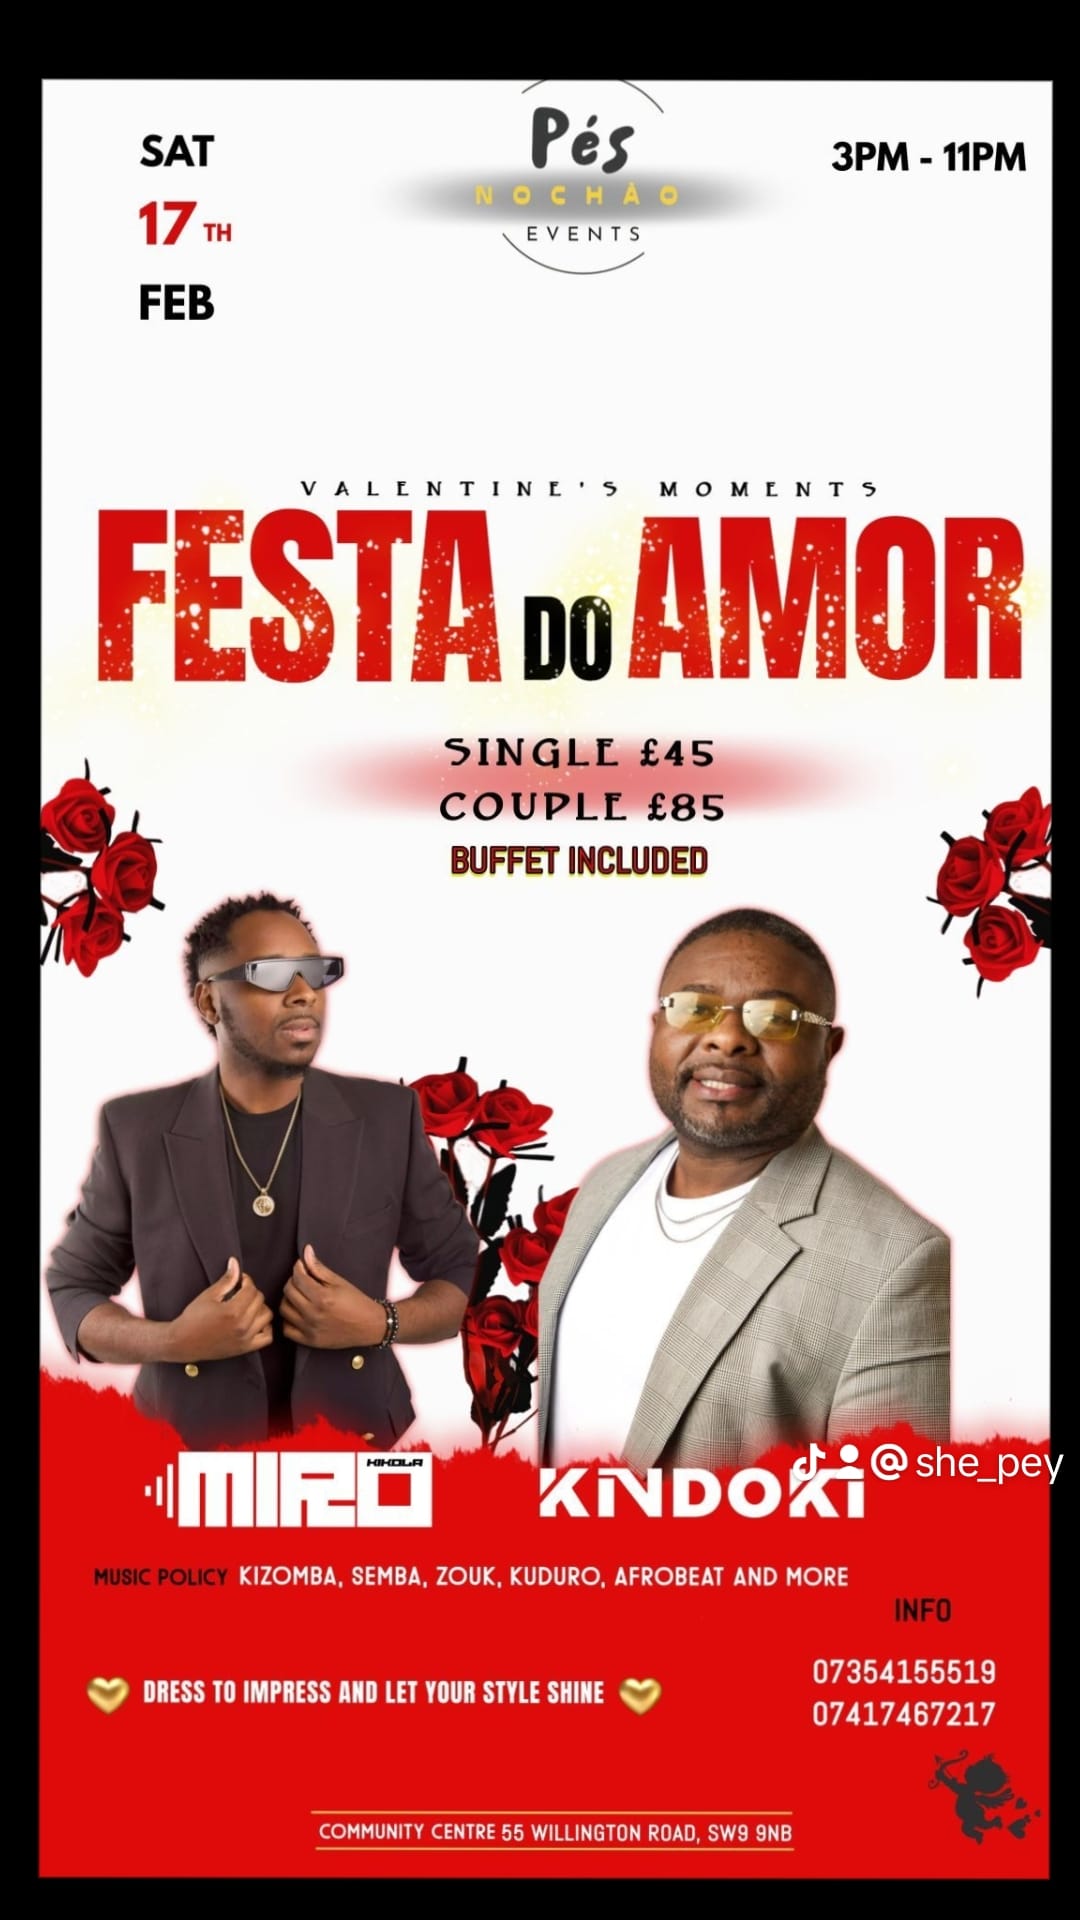 SAT
17 TH
FEB
Pés
NOCHÃO
EVENTS
3PM - 11PM
VALENTINE'S MOMENTS
FESTA DO AMOR
SINGLE £45
COUPLE £85
BUFFET INCLUDED
MIRO KIKOLA
KINDOKI
@she_pey
MUSIC POLICY KIZOMBA, SEMBA, ZOUK, KUDURO, AFROBEAT AND MORE
INFO
07354155519
07417467217
DRESS TO IMPRESS AND LET YOUR STYLE SHINE
COMMUNITY CENTRE 55 WILLINGTON ROAD, SW9 9NB